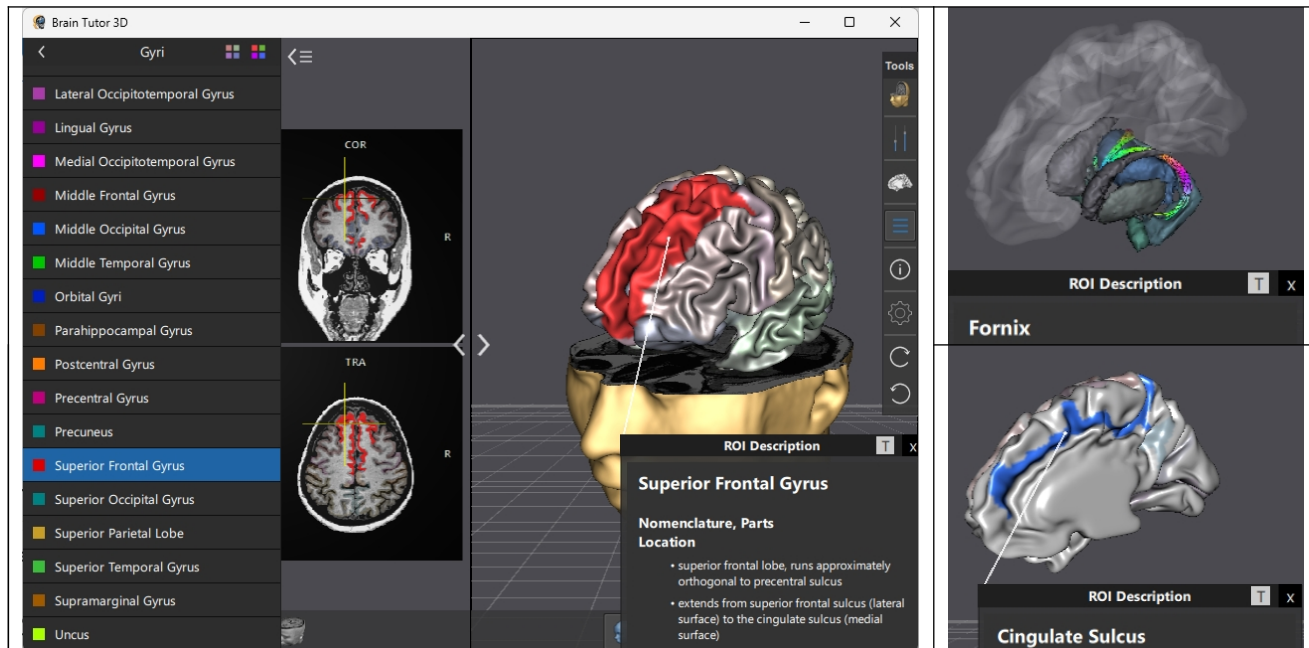 Brain Tutor 3D
Gyri
Lateral Occipitotemporal Gyrus
Lingual Gyrus
Medial Occipitotemporal Gyrus
Middle Frontal Gyrus
Middle Occipital Gyrus
Middle Temporal Gyrus
Orbital Gyri
Parahippocampal Gyrus
Postcentral Gyrus
Precentral Gyrus
Precuneus
Superior Frontal Gyrus
Superior Occipital Gyrus
Superior Parietal Lobe
Superior Temporal Gyrus
Supramarginal Gyrus
Uncus
COR
R
TRA
R
Tools
ROI Description T x
Superior Frontal Gyrus
Nomenclature, Parts
Location
• superior frontal lobe, runs approximately
orthogonal to precentral sulcus
• extends from superior frontal sulcus (lateral
surface) to the cingulate sulcus (medial
surface)
ROI Description T x
Fornix
ROI Description T x
Cingulate Sulcus